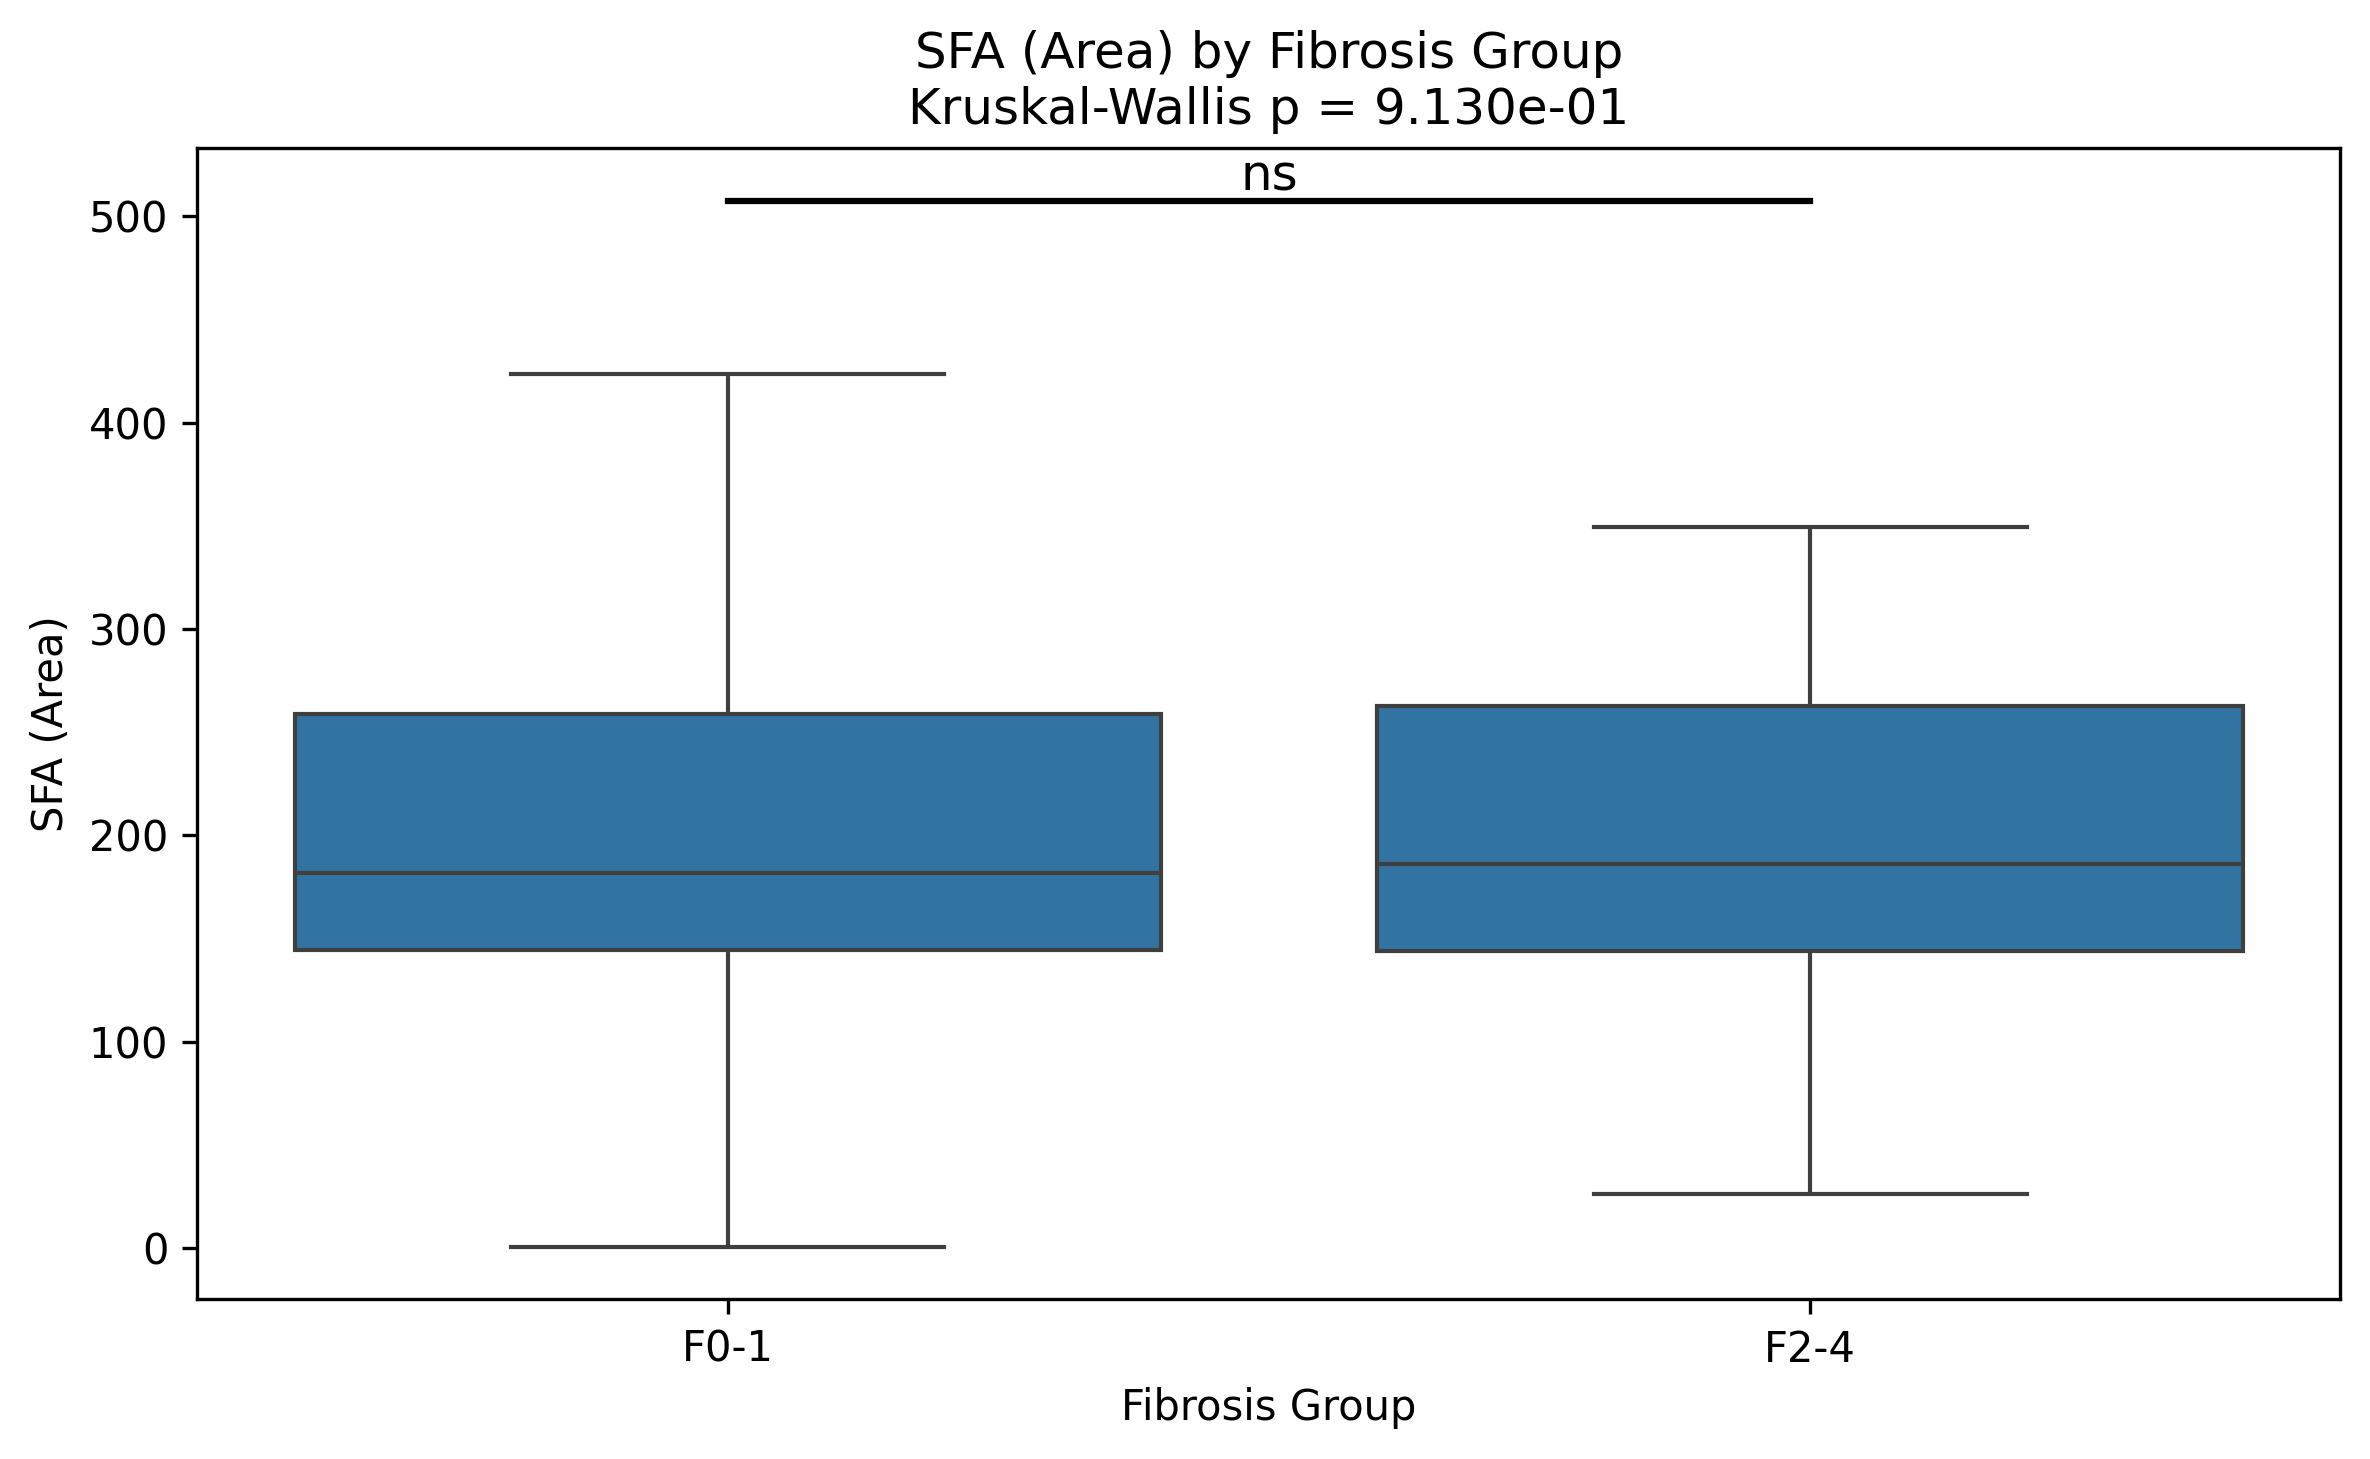 SFA (Area) by Fibrosis Group
Kruskal-Wallis p = 9.130e-01
ns
500
400
300
200
100
0
SFA (Area)
F0-1
F2-4
Fibrosis Group